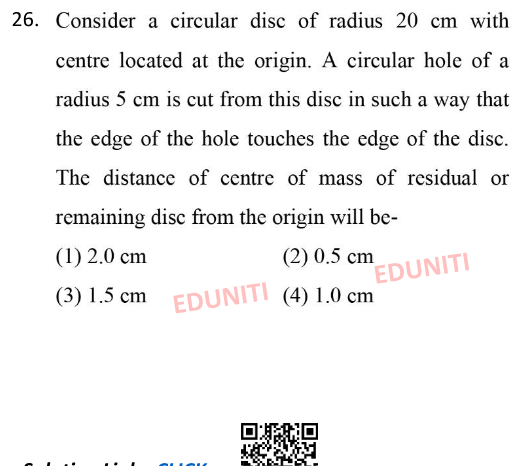 26. Consider a circular disc of radius 20 cm with
centre located at the origin. A circular hole of a
radius 5 cm is cut from this disc in such a way that
the edge of the hole touches the edge of the disc.
The distance of centre of mass of residual or
remaining disc from the origin will be-
(1) 2.0 cm (2) 0.5 cm
EDUNITI
(3) 1.5 cm EDUNITI (4) 1.0 cm